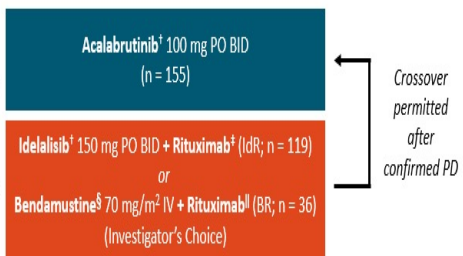 Acalabrutinib† 100 mg PO BID
(n = 155)
Idelalisib† 150 mg PO BID + Rituximab‡ (IdR; n = 119)
or
Bendamustine§ 70 mg/m² IV + Rituximab‖ (BR; n = 36)
(Investigator's Choice)
Crossover
permitted
after
confirmed PD